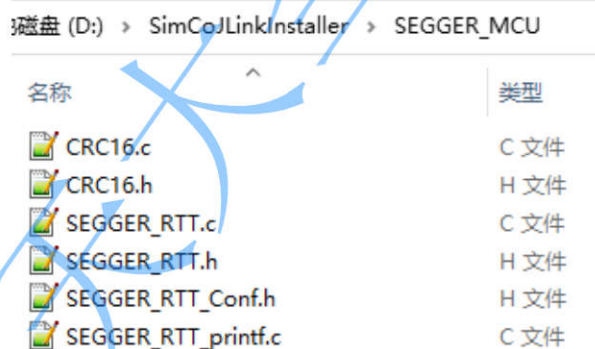 磁盘 (D:) > SimCoJLinkInstaller > SEGGER_MCU
名称 类型
CRC16.c C 文件
CRC16.h H 文件
SEGGER_RTT.c C 文件
SEGGER_RTT.h H 文件
SEGGER_RTT_Conf.h H 文件
SEGGER_RTT_printf.c C 文件